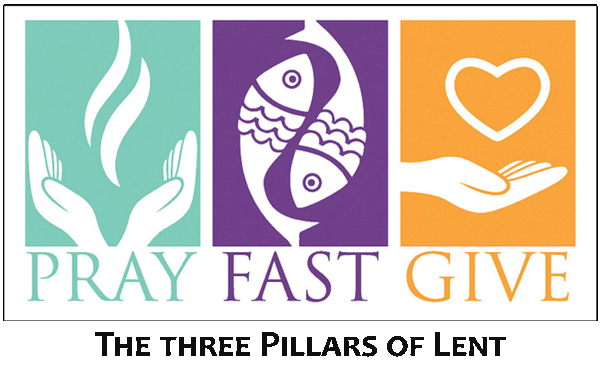 PRAY FAST GIVE
THE THREE PILLARS OF LENT